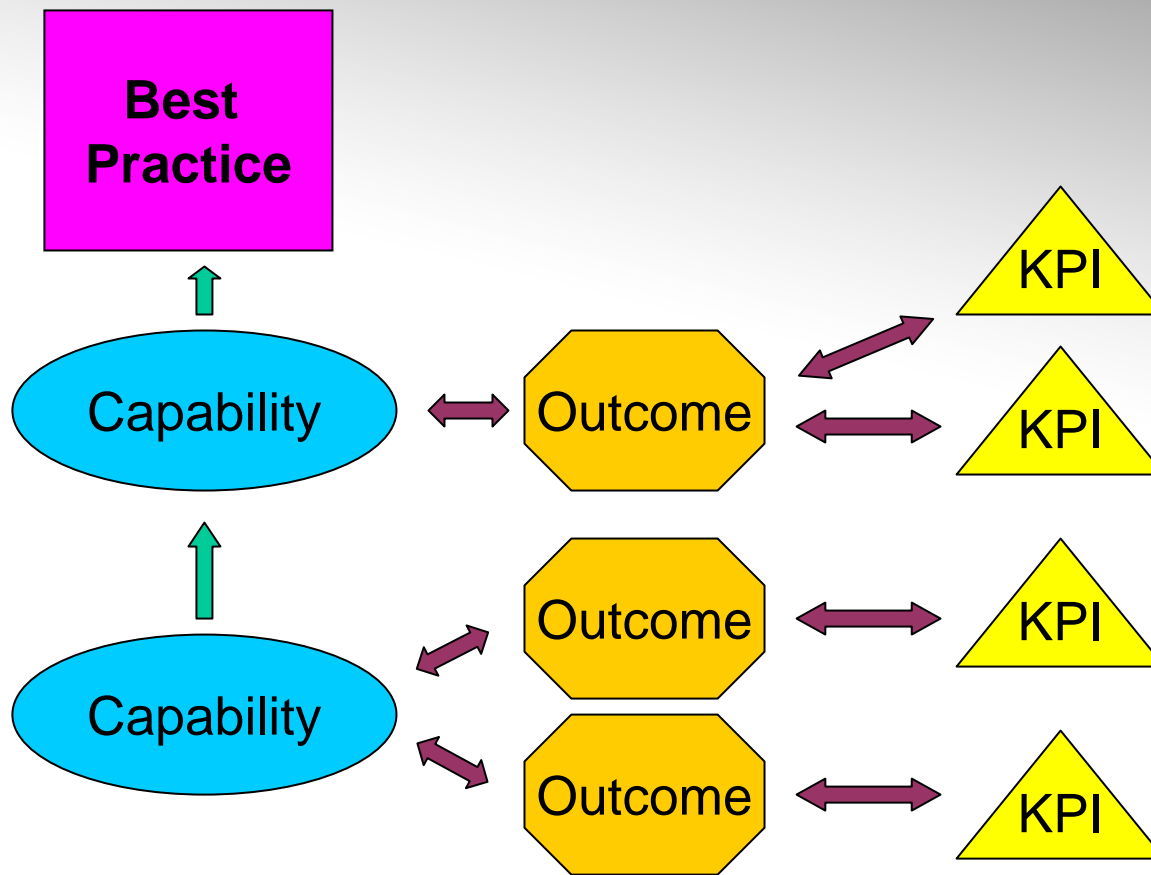 Best
Practice
KPI
Capability
Outcome
KPI
Outcome
KPI
Capability
Outcome
KPI